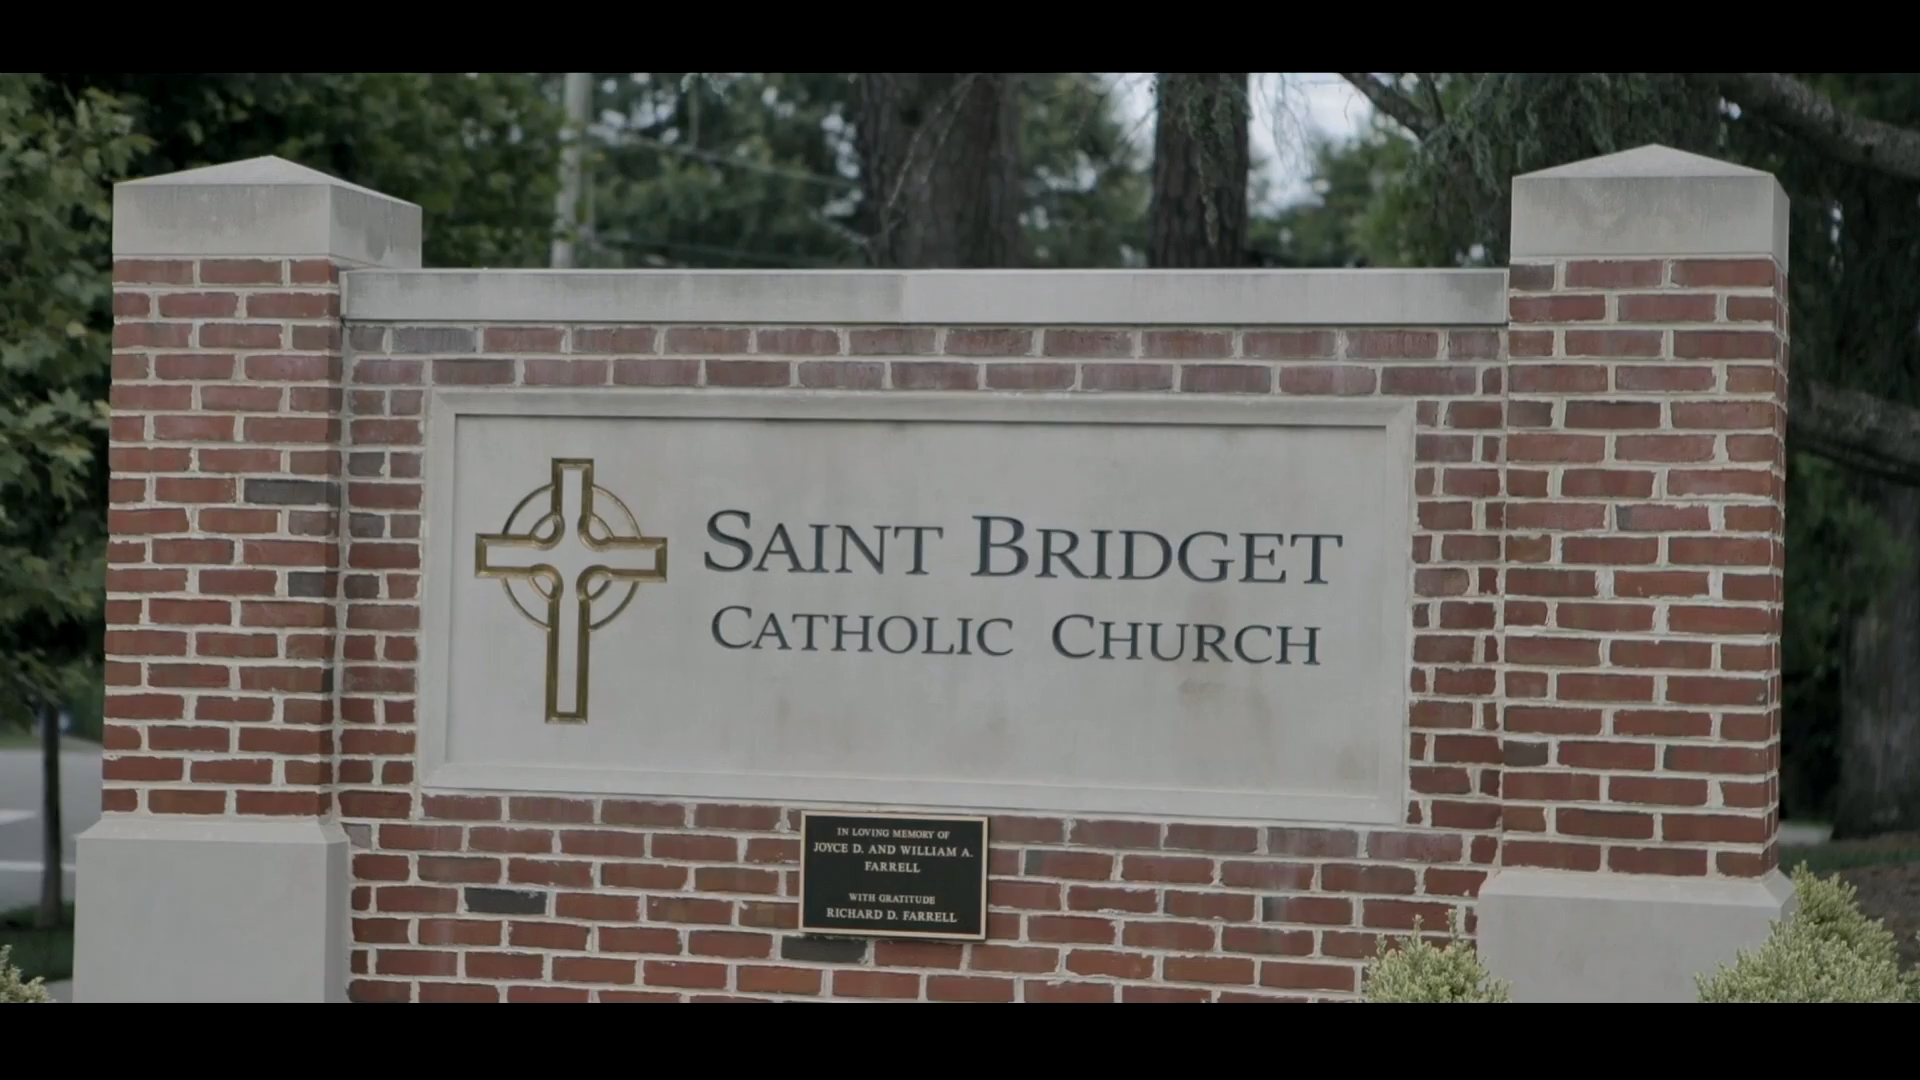 SAINT BRIDGET
CATHOLIC CHURCH
IN LOVING MEMORY OF
JOYCE D. AND WILLIAM A.
FARRELL
WITH GRATITUDE
RICHARD D. FARRELL